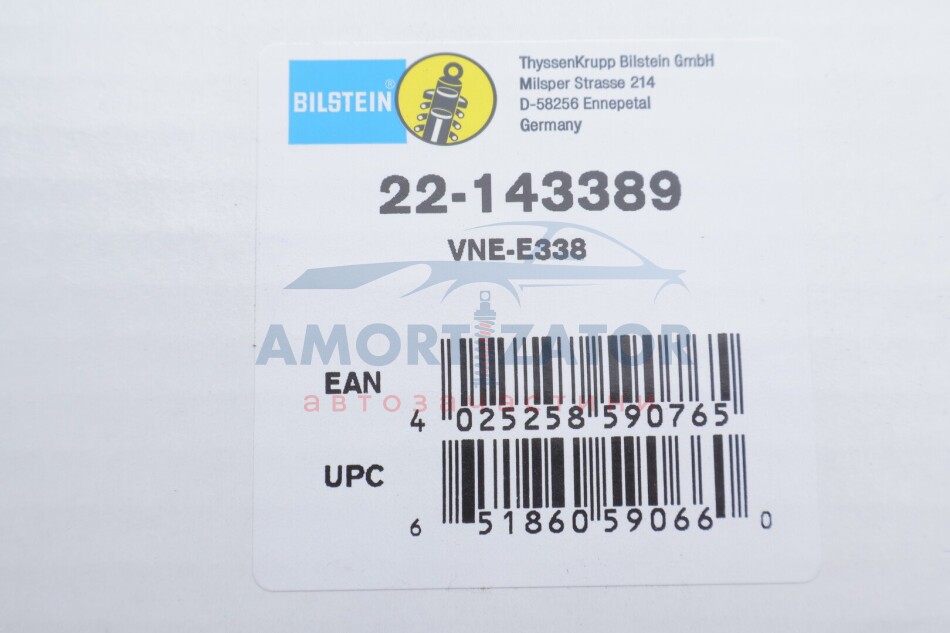 BILSTEIN®
ThyssenKrupp Bilstein GmbH
Milsper Strasse 214
D-58256 Ennepetal
Germany
22-143389
VNE-E338
AMORTIZATOR
автозапчастини
EAN
4 025258 590765
UPC
6 51860 59066 0